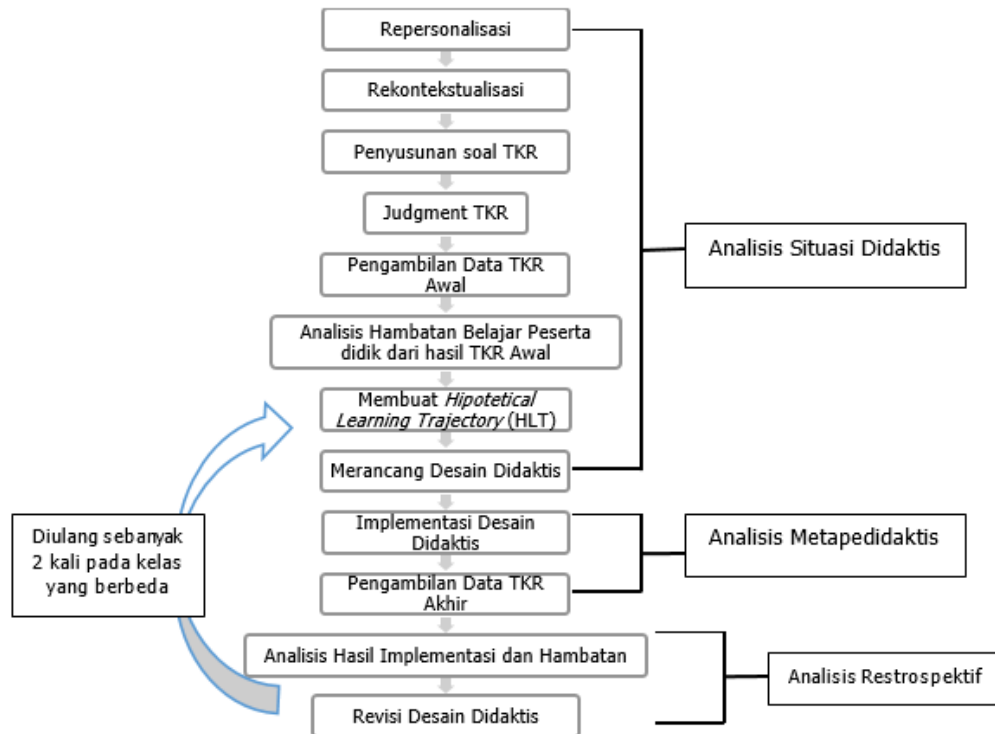 Repersonalisasi
Rekontekstualisasi
Penyusunan soal TKR
Judgment TKR
Pengambilan Data TKR
Awal
Analisis Hambatan Belajar Peserta
didik dari hasil TKR Awal
Membuat Hipotetical
Learning Trajectory (HLT)
Merancang Desain Didaktis
Implementasi Desain
Didaktis
Pengambilan Data TKR
Akhir
Analisis Hasil Implementasi dan Hambatan
Revisi Desain Didaktis
Analisis Situasi Didaktis
Analisis Metapedidaktis
Analisis Restrospektif
Diulang sebanyak
2 kali pada kelas
yang berbeda